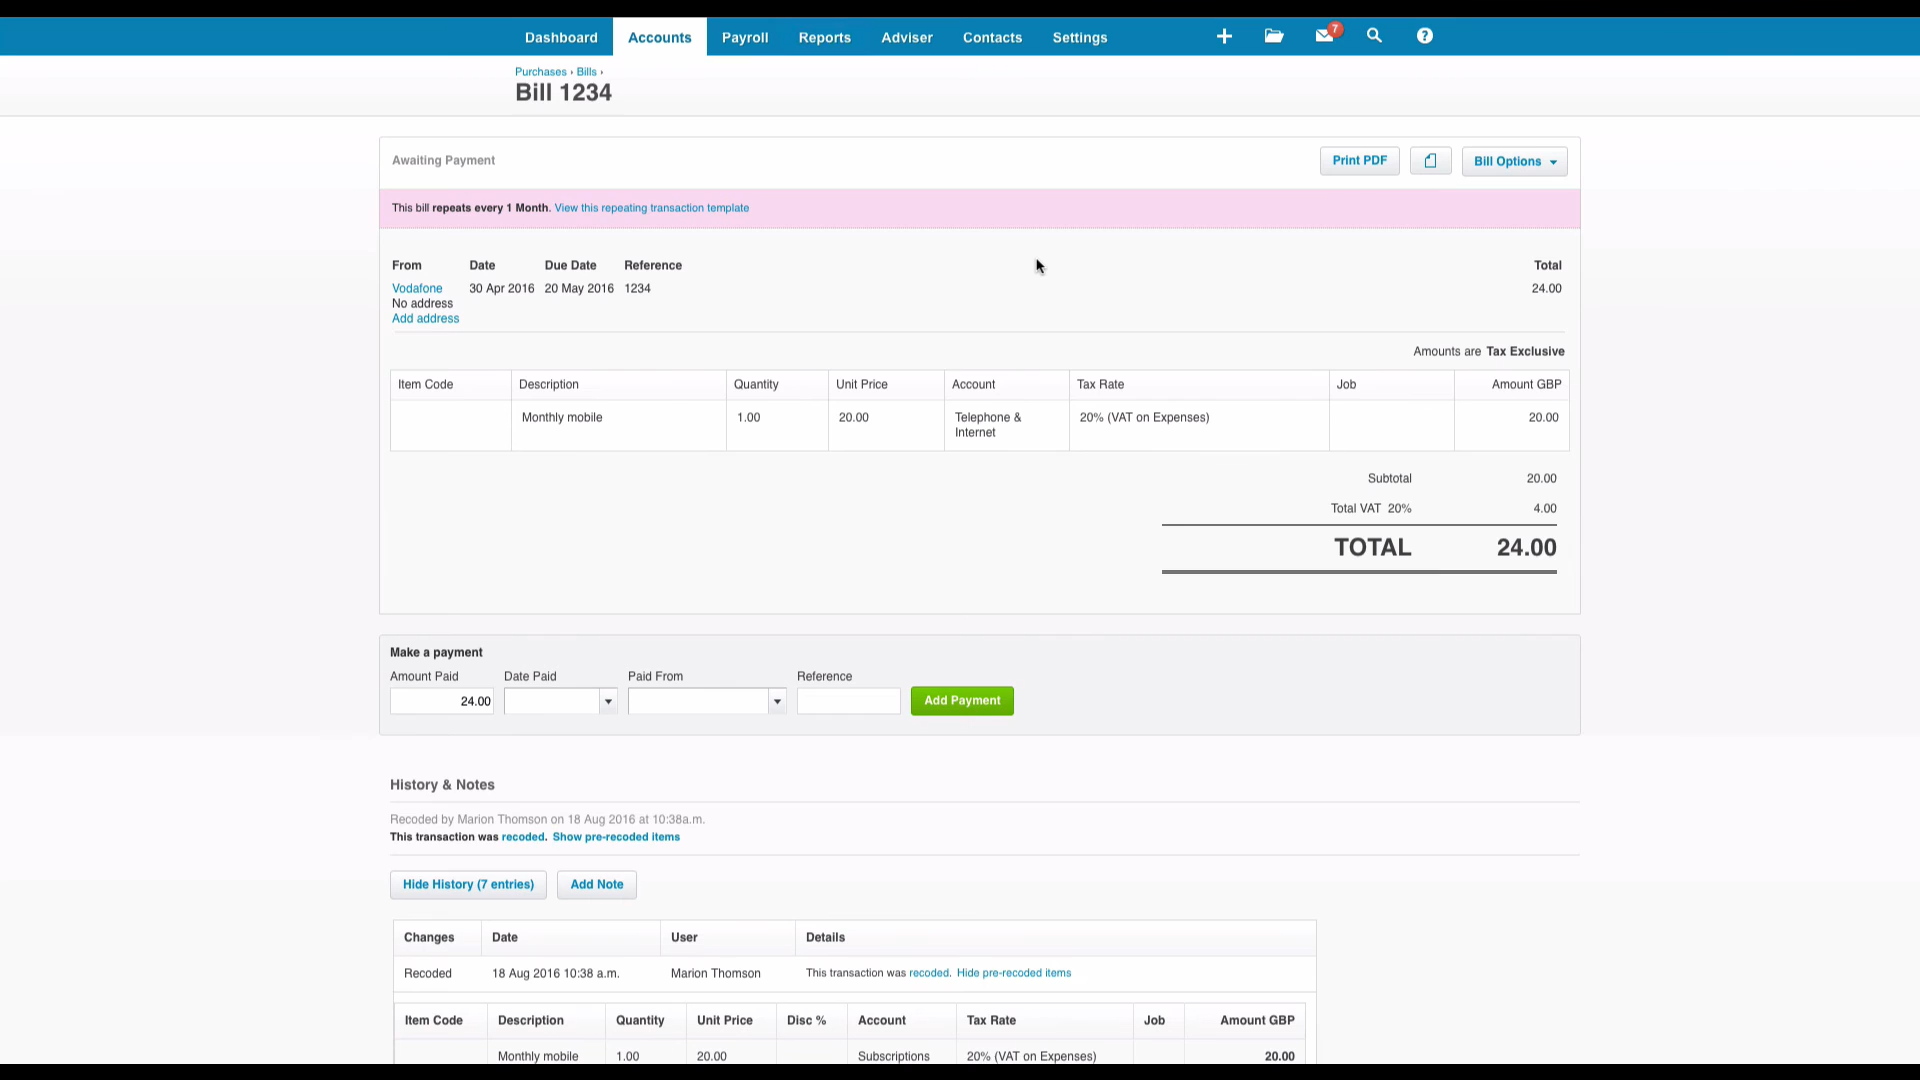 Dashboard Accounts Payroll Reports Adviser Contacts Settings 7 ?
Purchases › Bills ›
Bill 1234
Awaiting Payment Print PDF Bill Options
This bill repeats every 1 Month. View this repeating transaction template
From Date Due Date Reference Total
Vodafone 30 Apr 2016 20 May 2016 1234 24.00
No address
Add address
Amounts are Tax Exclusive
Item Code Description Quantity Unit Price Account Tax Rate Job Amount GBP
Monthly mobile 1.00 20.00 Telephone & 20% (VAT on Expenses) 20.00
Internet
Subtotal 20.00
Total VAT 20% 4.00
TOTAL 24.00
Make a payment
Amount Paid Date Paid Paid From Reference
24.00 Add Payment
History & Notes
Recoded by Marion Thomson on 18 Aug 2016 at 10:38a.m.
This transaction was recoded. Show pre-recoded items
Hide History (7 entries) Add Note
Changes Date User Details
Recoded 18 Aug 2016 10:38 a.m. Marion Thomson This transaction was recoded. Hide pre-recoded items
Item Code Description Quantity Unit Price Disc % Account Tax Rate Job Amount GBP
Monthly mobile 1.00 20.00 Subscriptions 20% (VAT on Expenses) 20.00